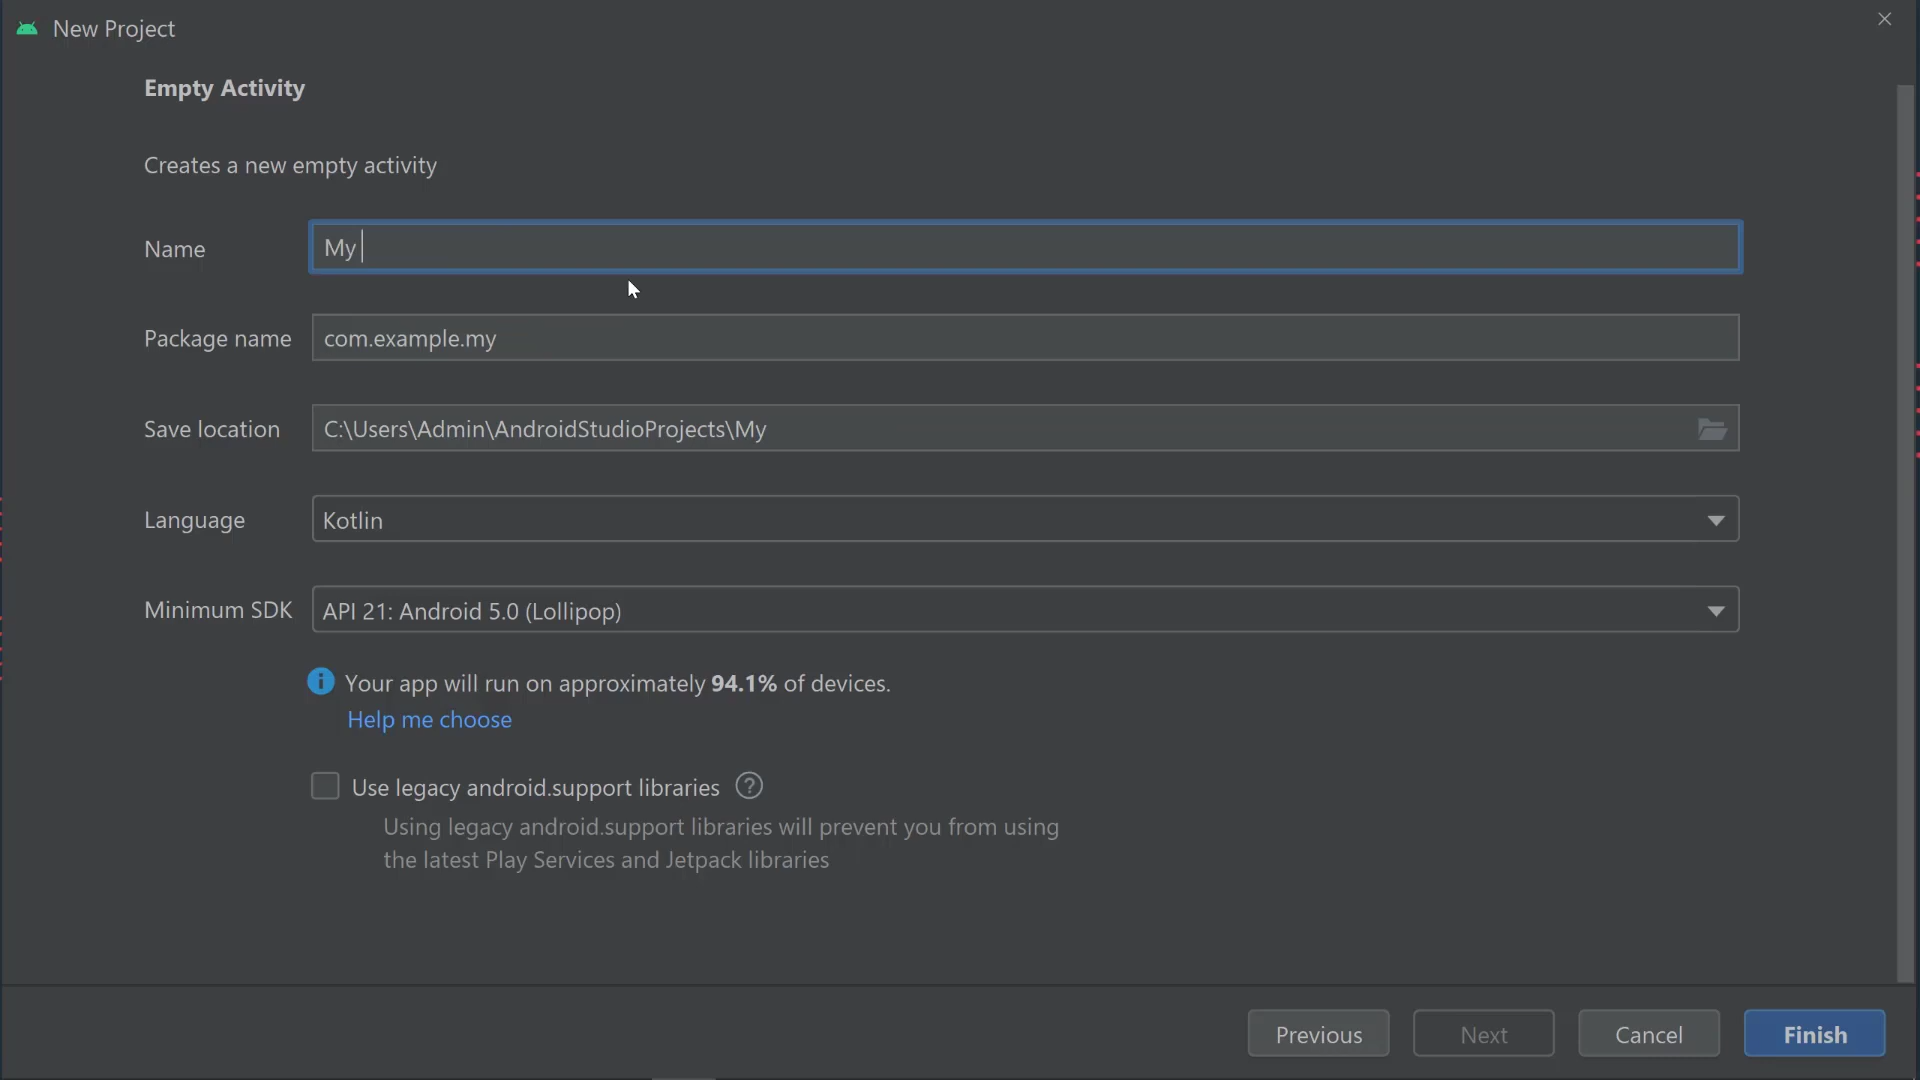 New Project
Empty Activity
Creates a new empty activity
Name My
Package name com.example.my
Save location C:\Users\Admin\AndroidStudioProjects\My
Language Kotlin
Minimum SDK API 21: Android 5.0 (Lollipop)
Your app will run on approximately 94.1% of devices.
Help me choose
Use legacy android.support libraries ?
Using legacy android.support libraries will prevent you from using
the latest Play Services and Jetpack libraries
Previous Next Cancel Finish